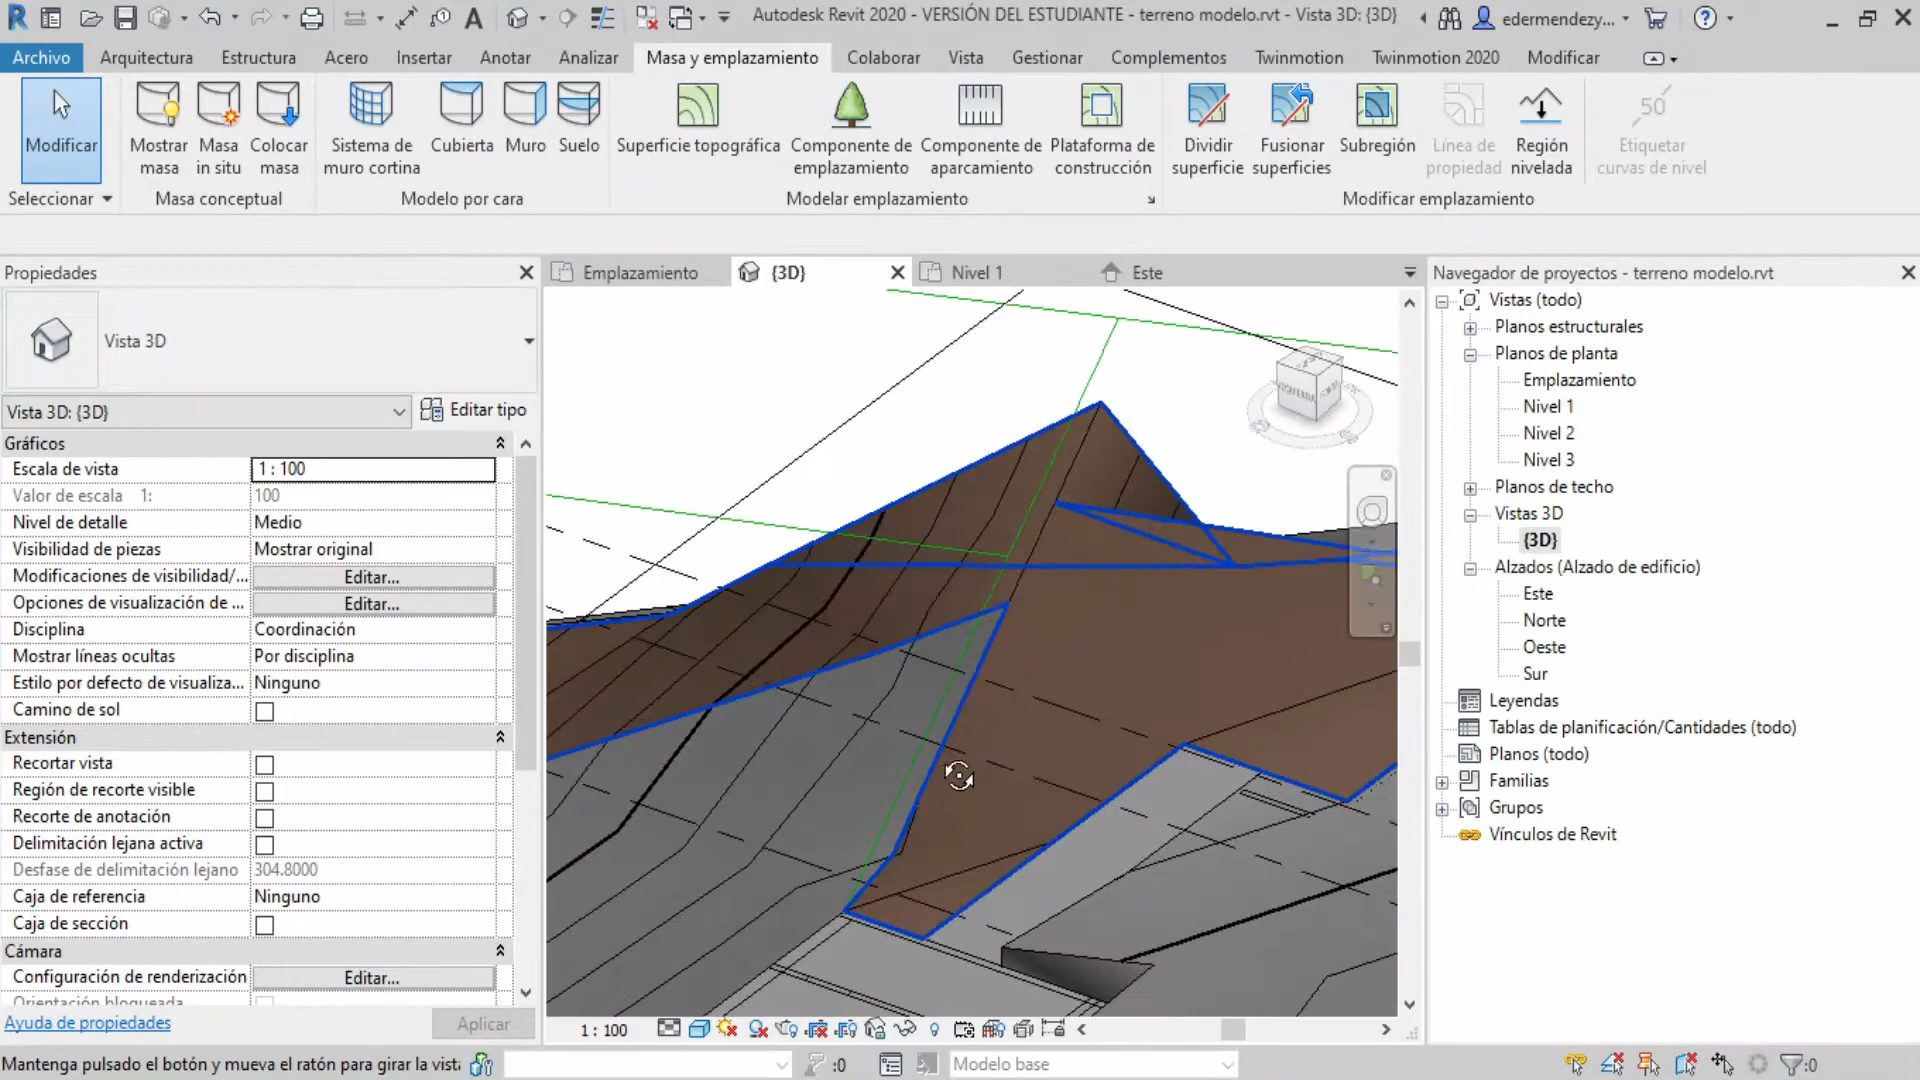 Autodesk Revit 2020 - VERSIÓN DEL ESTUDIANTE - terreno modelo.rvt - Vista 3D: {3D}
edermendezy...
Archivo Arquitectura Estructura Acero Insertar Anotar Analizar Masa y emplazamiento Colaborar Vista Gestionar Complementos Twinmotion Twinmotion 2020 Modificar
Modificar
Mostrar masa
Masa in situ
Colocar masa
Sistema de muro cortina
Cubierta
Muro
Suelo
Superficie topográfica
Componente de emplazamiento
Componente de aparcamiento
Plataforma de construcción
Dividir superficie
Fusionar superficies
Subregión
Línea de propiedad
Región nivelada
50
Etiquetar curvas de nivel
Seleccionar
Masa conceptual
Modelo por cara
Modelar emplazamiento
Modificar emplazamiento
Propiedades
Emplazamiento
{3D}
Nivel 1
Este
Navegador de proyectos - terreno modelo.rvt
Vista 3D
Vista 3D: {3D}
Editar tipo
Gráficos
Escala de vista 1 : 100
Valor de escala 1: 100
Nivel de detalle Medio
Visibilidad de piezas Mostrar original
Modificaciones de visibilidad/... Editar...
Opciones de visualización de ... Editar...
Disciplina Coordinación
Mostrar líneas ocultas Por disciplina
Estilo por defecto de visualiza... Ninguno
Camino de sol
Extensión
Recortar vista
Región de recorte visible
Recorte de anotación
Delimitación lejana activa
Desfase de delimitación lejano 304.8000
Caja de referencia Ninguno
Caja de sección
Cámara
Configuración de renderización Editar...
Orientación bloqueada
Ayuda de propiedades
Aplicar
Vistas (todo)
Planos estructurales
Planos de planta
Emplazamiento
Nivel 1
Nivel 2
Nivel 3
Planos de techo
Vistas 3D
{3D}
Alzados (Alzado de edificio)
Este
Norte
Oeste
Sur
Leyendas
Tablas de planificación/Cantidades (todo)
Planos (todo)
Familias
Grupos
Vínculos de Revit
1 : 100
Mantenga pulsado el botón y mueva el ratón para girar la vista
:0
Modelo base
:0